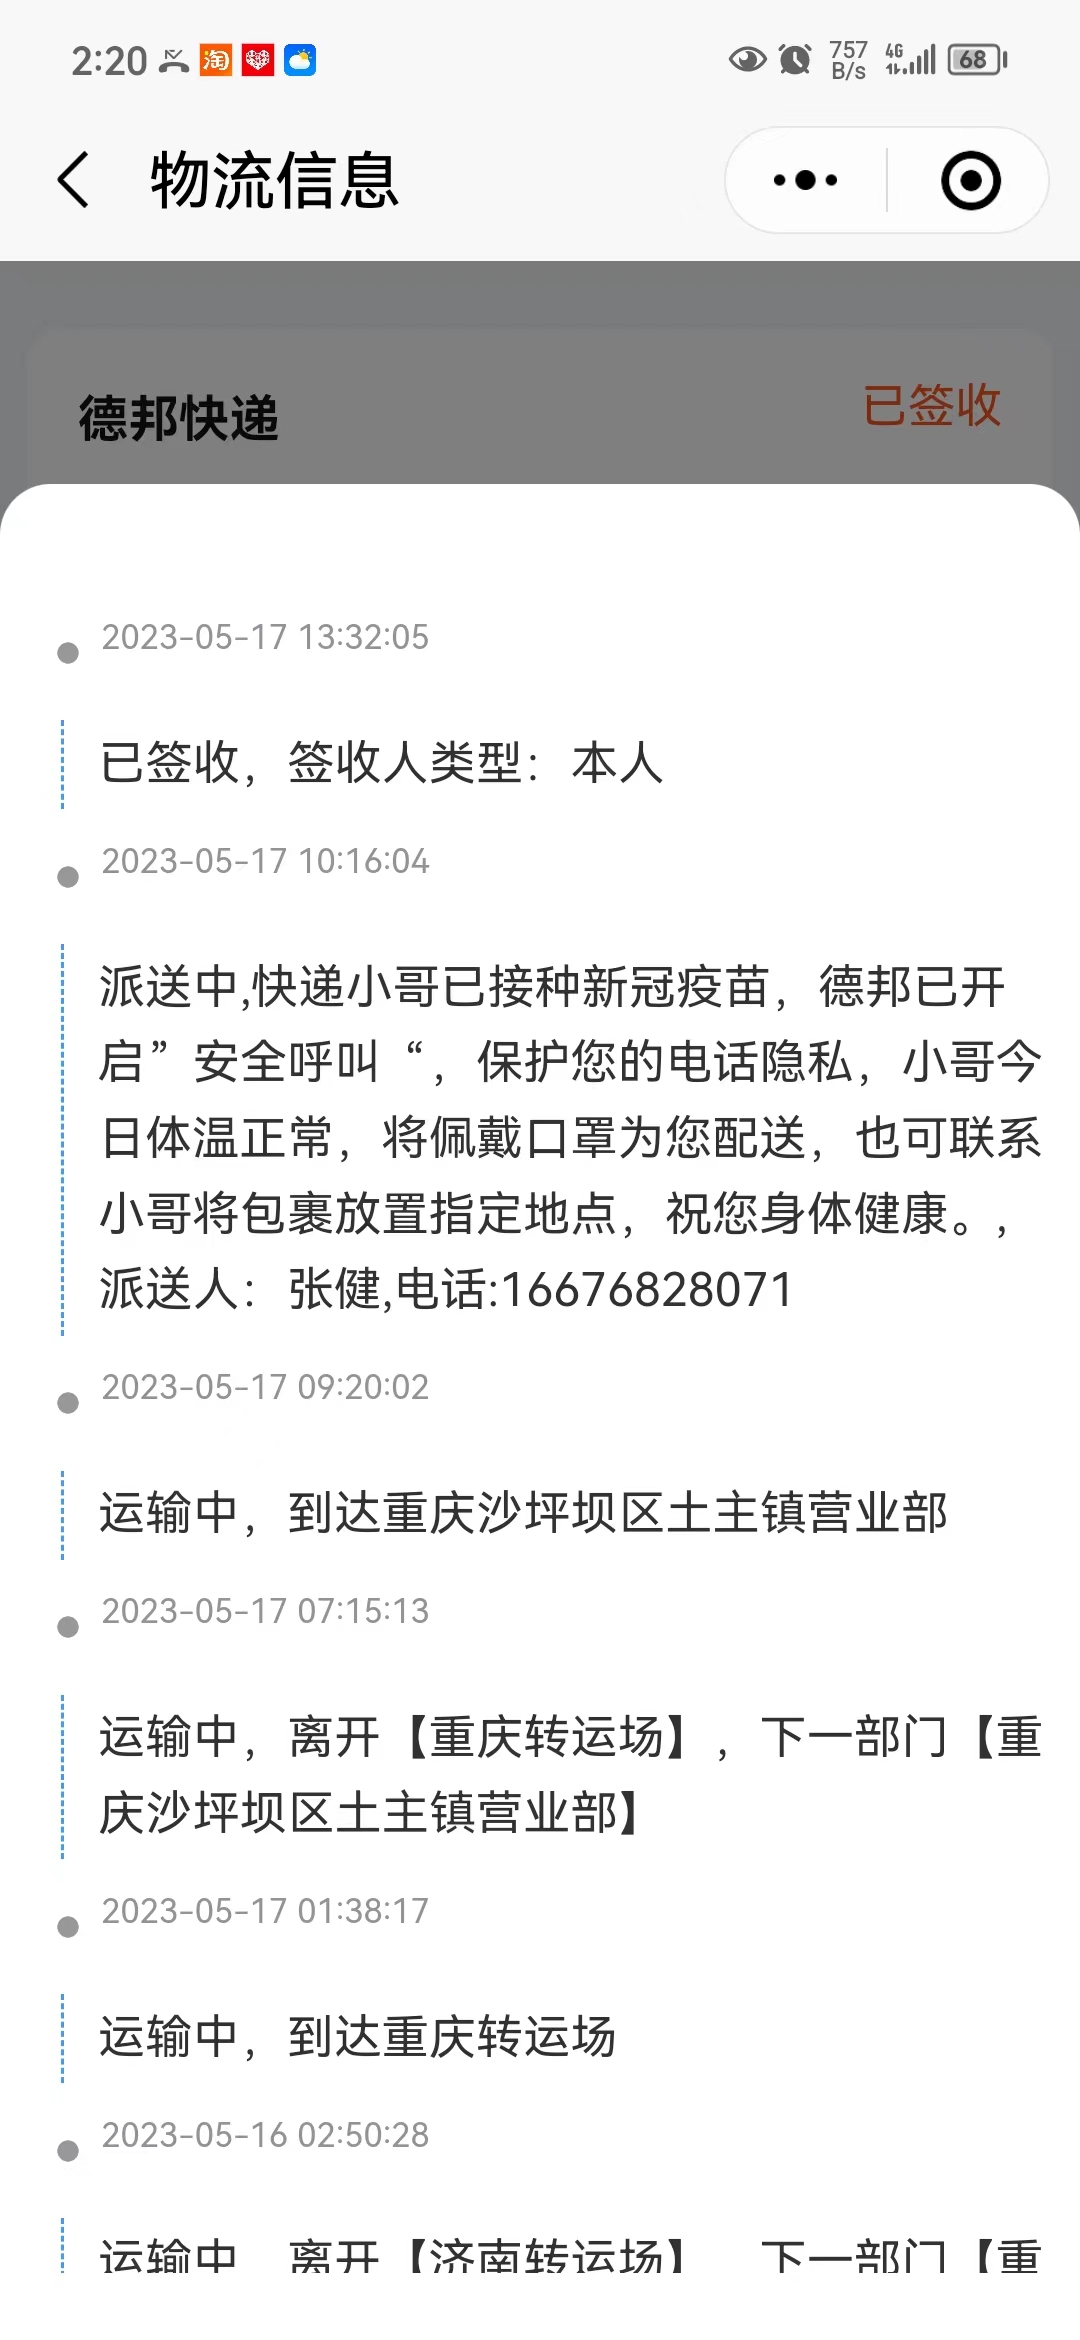 2:20
淘
757
B/s
4G
68
物流信息
德邦快递
已签收
2023-05-17 13:32:05
已签收，签收人类型：本人
2023-05-17 10:16:04
派送中,快递小哥已接种新冠疫苗，德邦已开
启”安全呼叫“，保护您的电话隐私，小哥今
日体温正常，将佩戴口罩为您配送，也可联系
小哥将包裹放置指定地点，祝您身体健康。，
派送人：张健,电话:16676828071
2023-05-17 09:20:02
运输中，到达重庆沙坪坝区土主镇营业部
2023-05-17 07:15:13
运输中，离开【重庆转运场】，下一部门【重
庆沙坪坝区土主镇营业部】
2023-05-17 01:38:17
运输中，到达重庆转运场
2023-05-16 02:50:28
运输中，离开【济南转运场】，下一部门【重